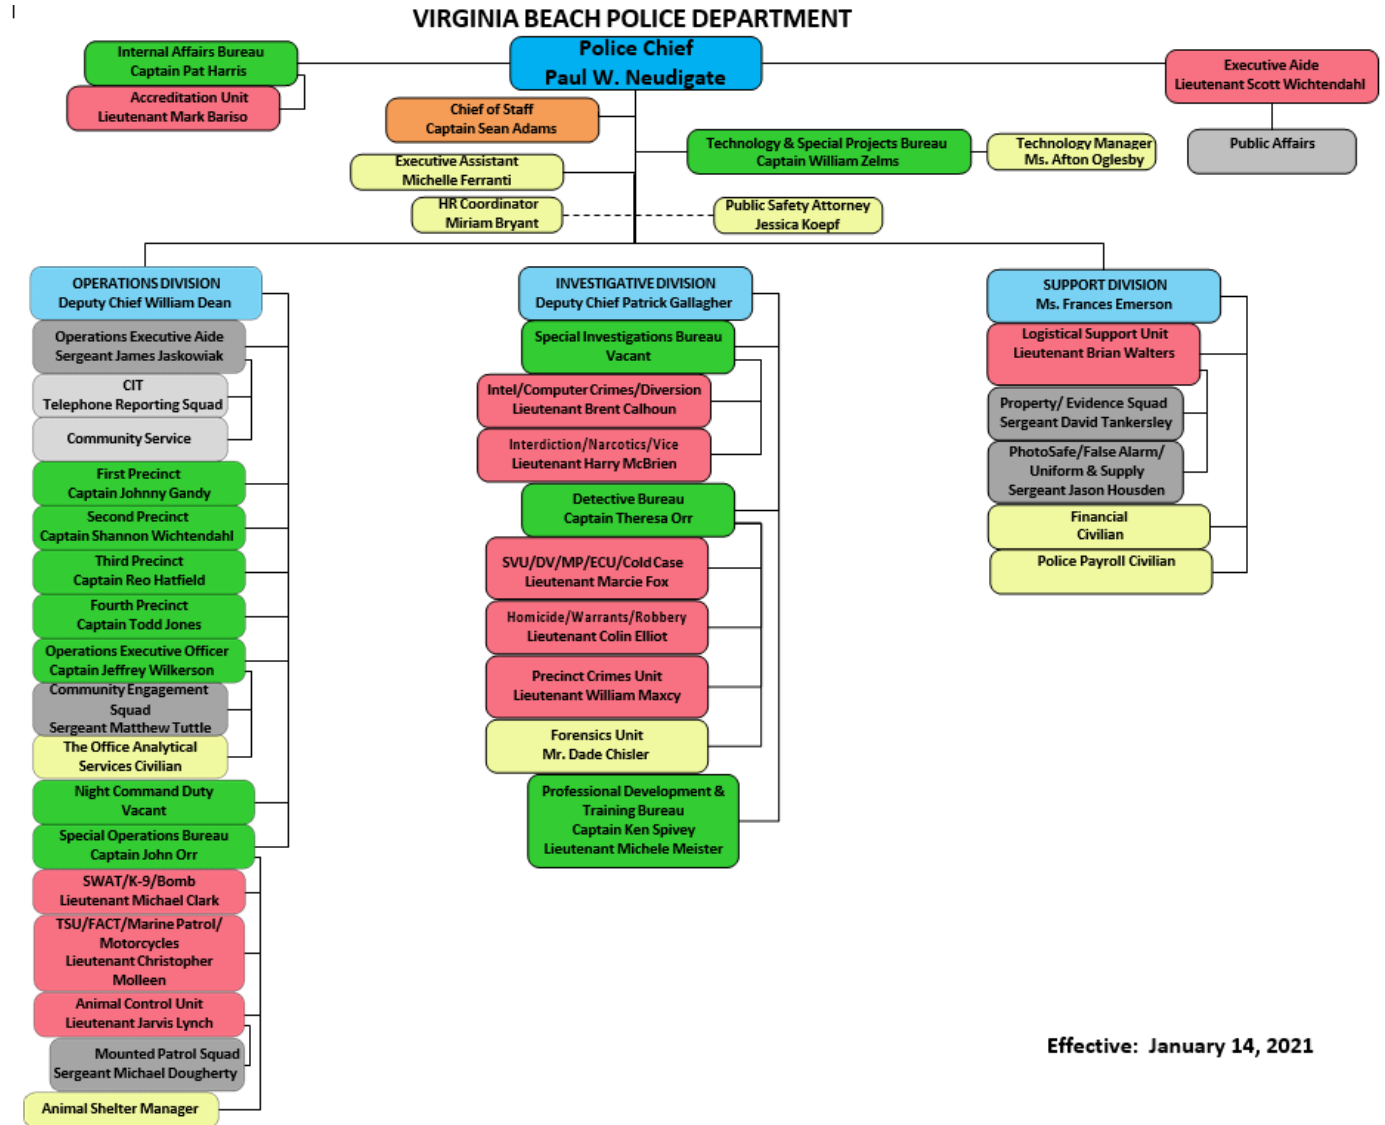 VIRGINIA BEACH POLICE DEPARTMENT
Internal Affairs Bureau
Captain Pat Harris
Accreditation Unit
Lieutenant Mark Bariso
Police Chief
Paul W. Neudigate
Executive Aide
Lieutenant Scott Wichtendahl
Public Affairs
Chief of Staff
Captain Sean Adams
Technology & Special Projects Bureau
Captain William Zelms
Technology Manager
Ms. Afton Oglesby
Executive Assistant
Michelle Ferranti
HR Coordinator
Miriam Bryant
Public Safety Attorney
Jessica Koepf
OPERATIONS DIVISION
Deputy Chief William Dean
Operations Executive Aide
Sergeant James Jaskowiak
CIT
Telephone Reporting Squad
Community Service
First Precinct
Captain Johnny Gandy
Second Precinct
Captain Shannon Wichtendahl
Third Precinct
Captain Reo Hatfield
Fourth Precinct
Captain Todd Jones
Operations Executive Officer
Captain Jeffrey Wilkerson
Community Engagement
Squad
Sergeant Matthew Tuttle
The Office Analytical
Services Civilian
Night Command Duty
Vacant
Special Operations Bureau
Captain John Orr
SWAT/K-9/Bomb
Lieutenant Michael Clark
TSU/FACT/Marine Patrol/
Motorcycles
Lieutenant Christopher
Molleen
Animal Control Unit
Lieutenant Jarvis Lynch
Mounted Patrol Squad
Sergeant Michael Dougherty
Animal Shelter Manager
INVESTIGATIVE DIVISION
Deputy Chief Patrick Gallagher
Special Investigations Bureau
Vacant
Intel/Computer Crimes/Diversion
Lieutenant Brent Calhoun
Interdiction/Narcotics/Vice
Lieutenant Harry McBrien
Detective Bureau
Captain Theresa Orr
SVU/DV/MP/ECU/Cold Case
Lieutenant Marcie Fox
Homicide/Warrants/Robbery
Lieutenant Colin Elliot
Precinct Crimes Unit
Lieutenant William Maxcy
Forensics Unit
Mr. Dade Chisler
Professional Development &
Training Bureau
Captain Ken Spivey
Lieutenant Michele Meister
SUPPORT DIVISION
Ms. Frances Emerson
Logistical Support Unit
Lieutenant Brian Walters
Property/ Evidence Squad
Sergeant David Tankersley
PhotoSafe/False Alarm/
Uniform & Supply
Sergeant Jason Housden
Financial
Civilian
Police Payroll Civilian
Effective: January 14, 2021